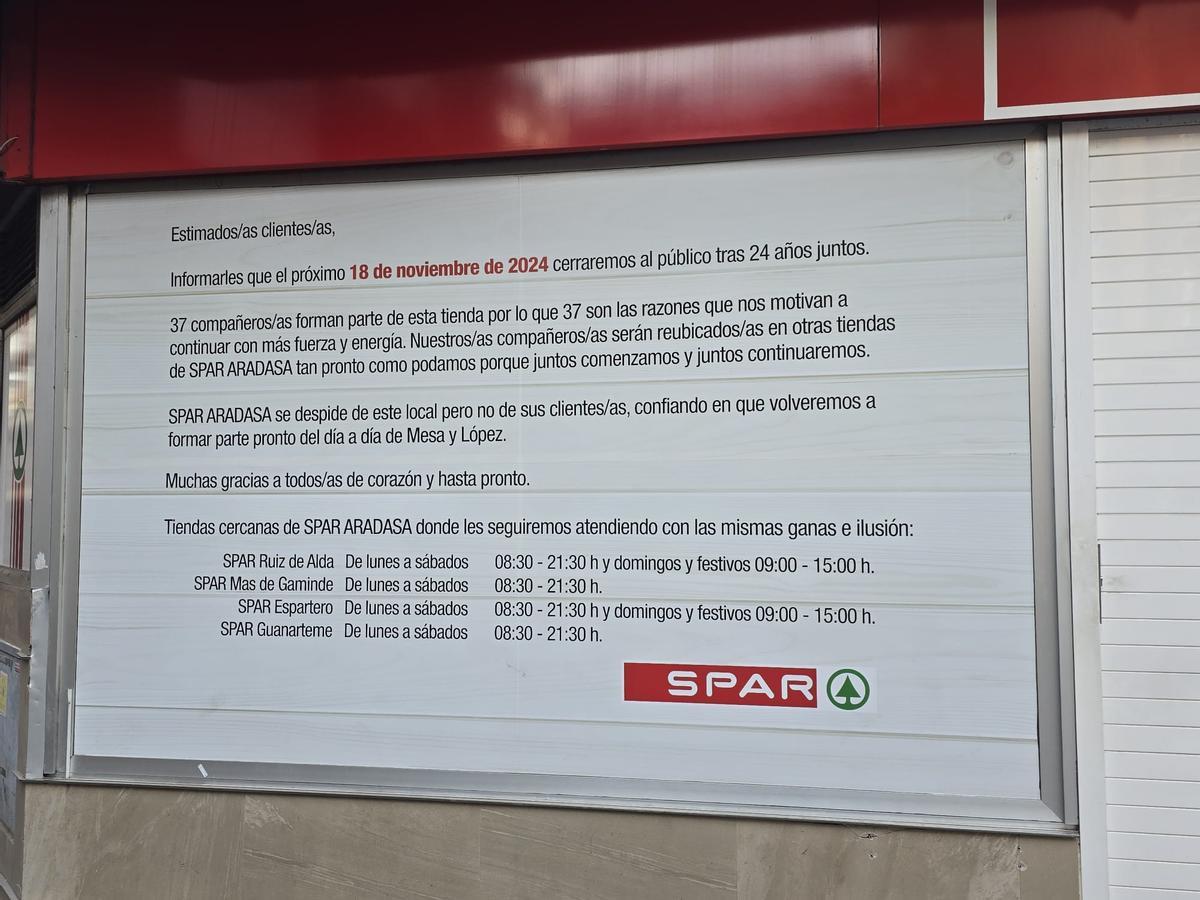 Estimados/as clientes/as,
Informarles que el próximo 18 de noviembre de 2024 cerraremos al público tras 24 años juntos.
37 compañeros/as forman parte de esta tienda por lo que 37 son las razones que nos motivan a
continuar con más fuerza y energía. Nuestros/as compañeros/as serán reubicados/as en otras tiendas
de SPAR ARADASA tan pronto como podamos porque juntos comenzamos y juntos continuaremos.
SPAR ARADASA se despide de este local pero no de sus clientes/as, confiando en que volveremos a
formar parte pronto del día a día de Mesa y López.
Muchas gracias a todos/as de corazón y hasta pronto.
Tiendas cercanas de SPAR ARADASA donde les seguiremos atendiendo con las mismas ganas e ilusión:
SPAR Ruiz de Alda De lunes a sábados 08:30 - 21:30 h y domingos y festivos 09:00 - 15:00 h.
SPAR Mas de Gaminde De lunes a sábados 08:30 - 21:30 h.
SPAR Espartero De lunes a sábados 08:30 - 21:30 h y domingos y festivos 09:00 - 15:00 h.
SPAR Guanarteme De lunes a sábados 08:30 - 21:30 h.
SPAR